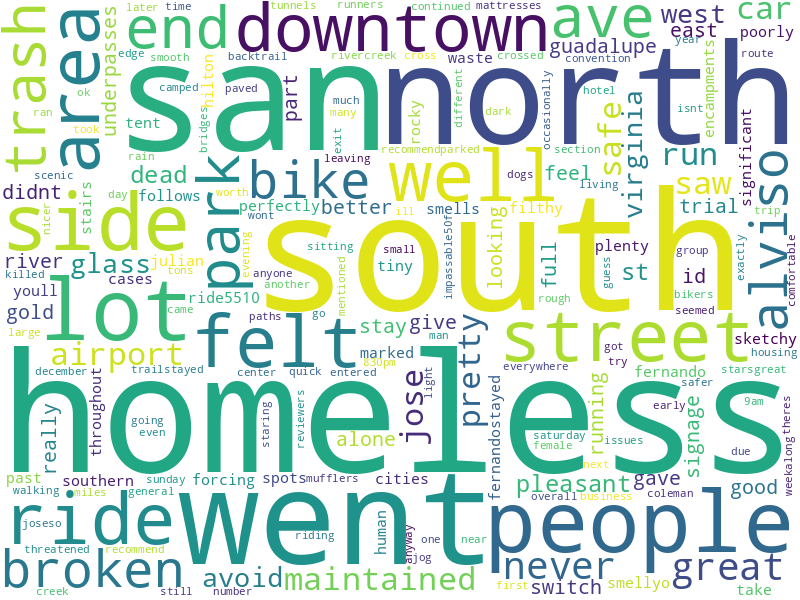 trash
area
end
downtown
ave
west
car
later
time
tunnels
runners
continued
mattresses
edge
smooth
backtrail
rivercreek
cross
crossed
guadalupe
east
poorly
year
route
underpasses
ok
camped
paved
hilton
part
much
many
waste
convention
isnt
san
north
ran
took
tent
bridges
exit
rocky
different
dark
occasionally
hotel
safe
encampments
rain
leaving
recommendparked
section
run
scenic
dead
park
bike
well
dogs
feel
living
virginia
saw
significant
alviso
didnt
stairs
day
follows
worth
perfectly
better
wont
ill
smells
filthy
trial
trip
side
nicer
sitting
small
looking
impassable50f
plenty
group
exactly
comfortable
river
killed
glass
julian
tons
evening
anyone
tiny
full
guess
st
id
bikers
youll
cases
another
mentioned
south
gold
lot
came
ride5510
paths
go
stay
give
rough
seemed
large
felt
man
street
sketchy
airport
marked
pretty
got
try
housing
december
trailstayed
center
quick
entered
jose
light
everywhere
fernando
starsgreat
safer
homeless
really
throughout
going
even
staring
reviewers
830pm
alone
fernandostayed
saturday
female
running
issues
signage
early
9am
due
weekalong
theres
past
southern
sunday
forcing
spots
mufflers
cities
next
walking
miles
general
pleasant
gave
overall
business
coleman
good
ride
joseso
went
riding
human
anyway
one
near
people
threatened
recommend
jog
never
great
broken
avoid
maintained
first
switch
smellyo
creek
still
number
take